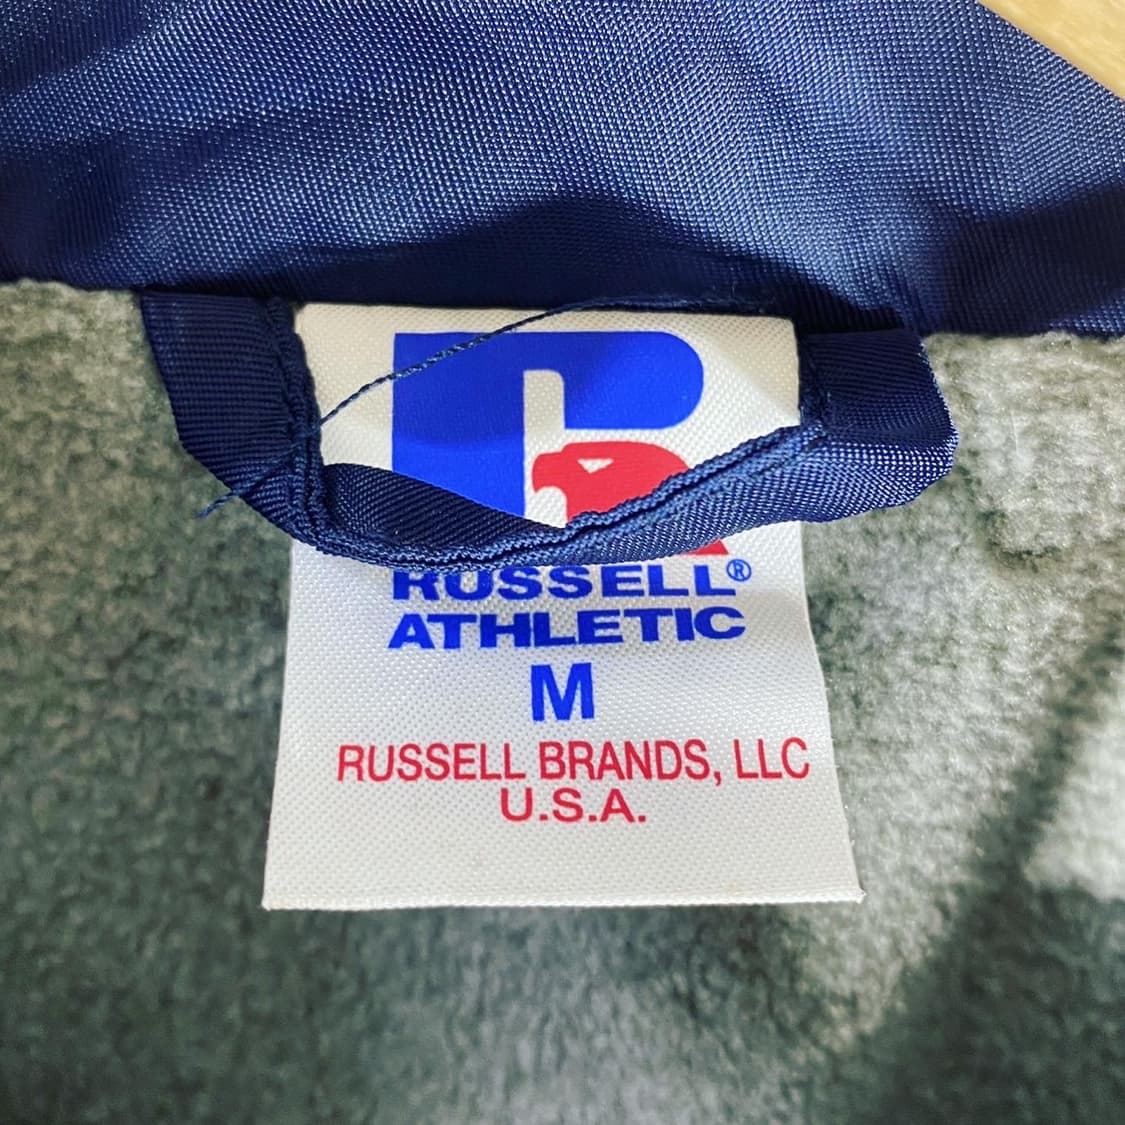 RUSSELL®
ATHLETIC
M
RUSSELL BRANDS, LLC
U.S.A.